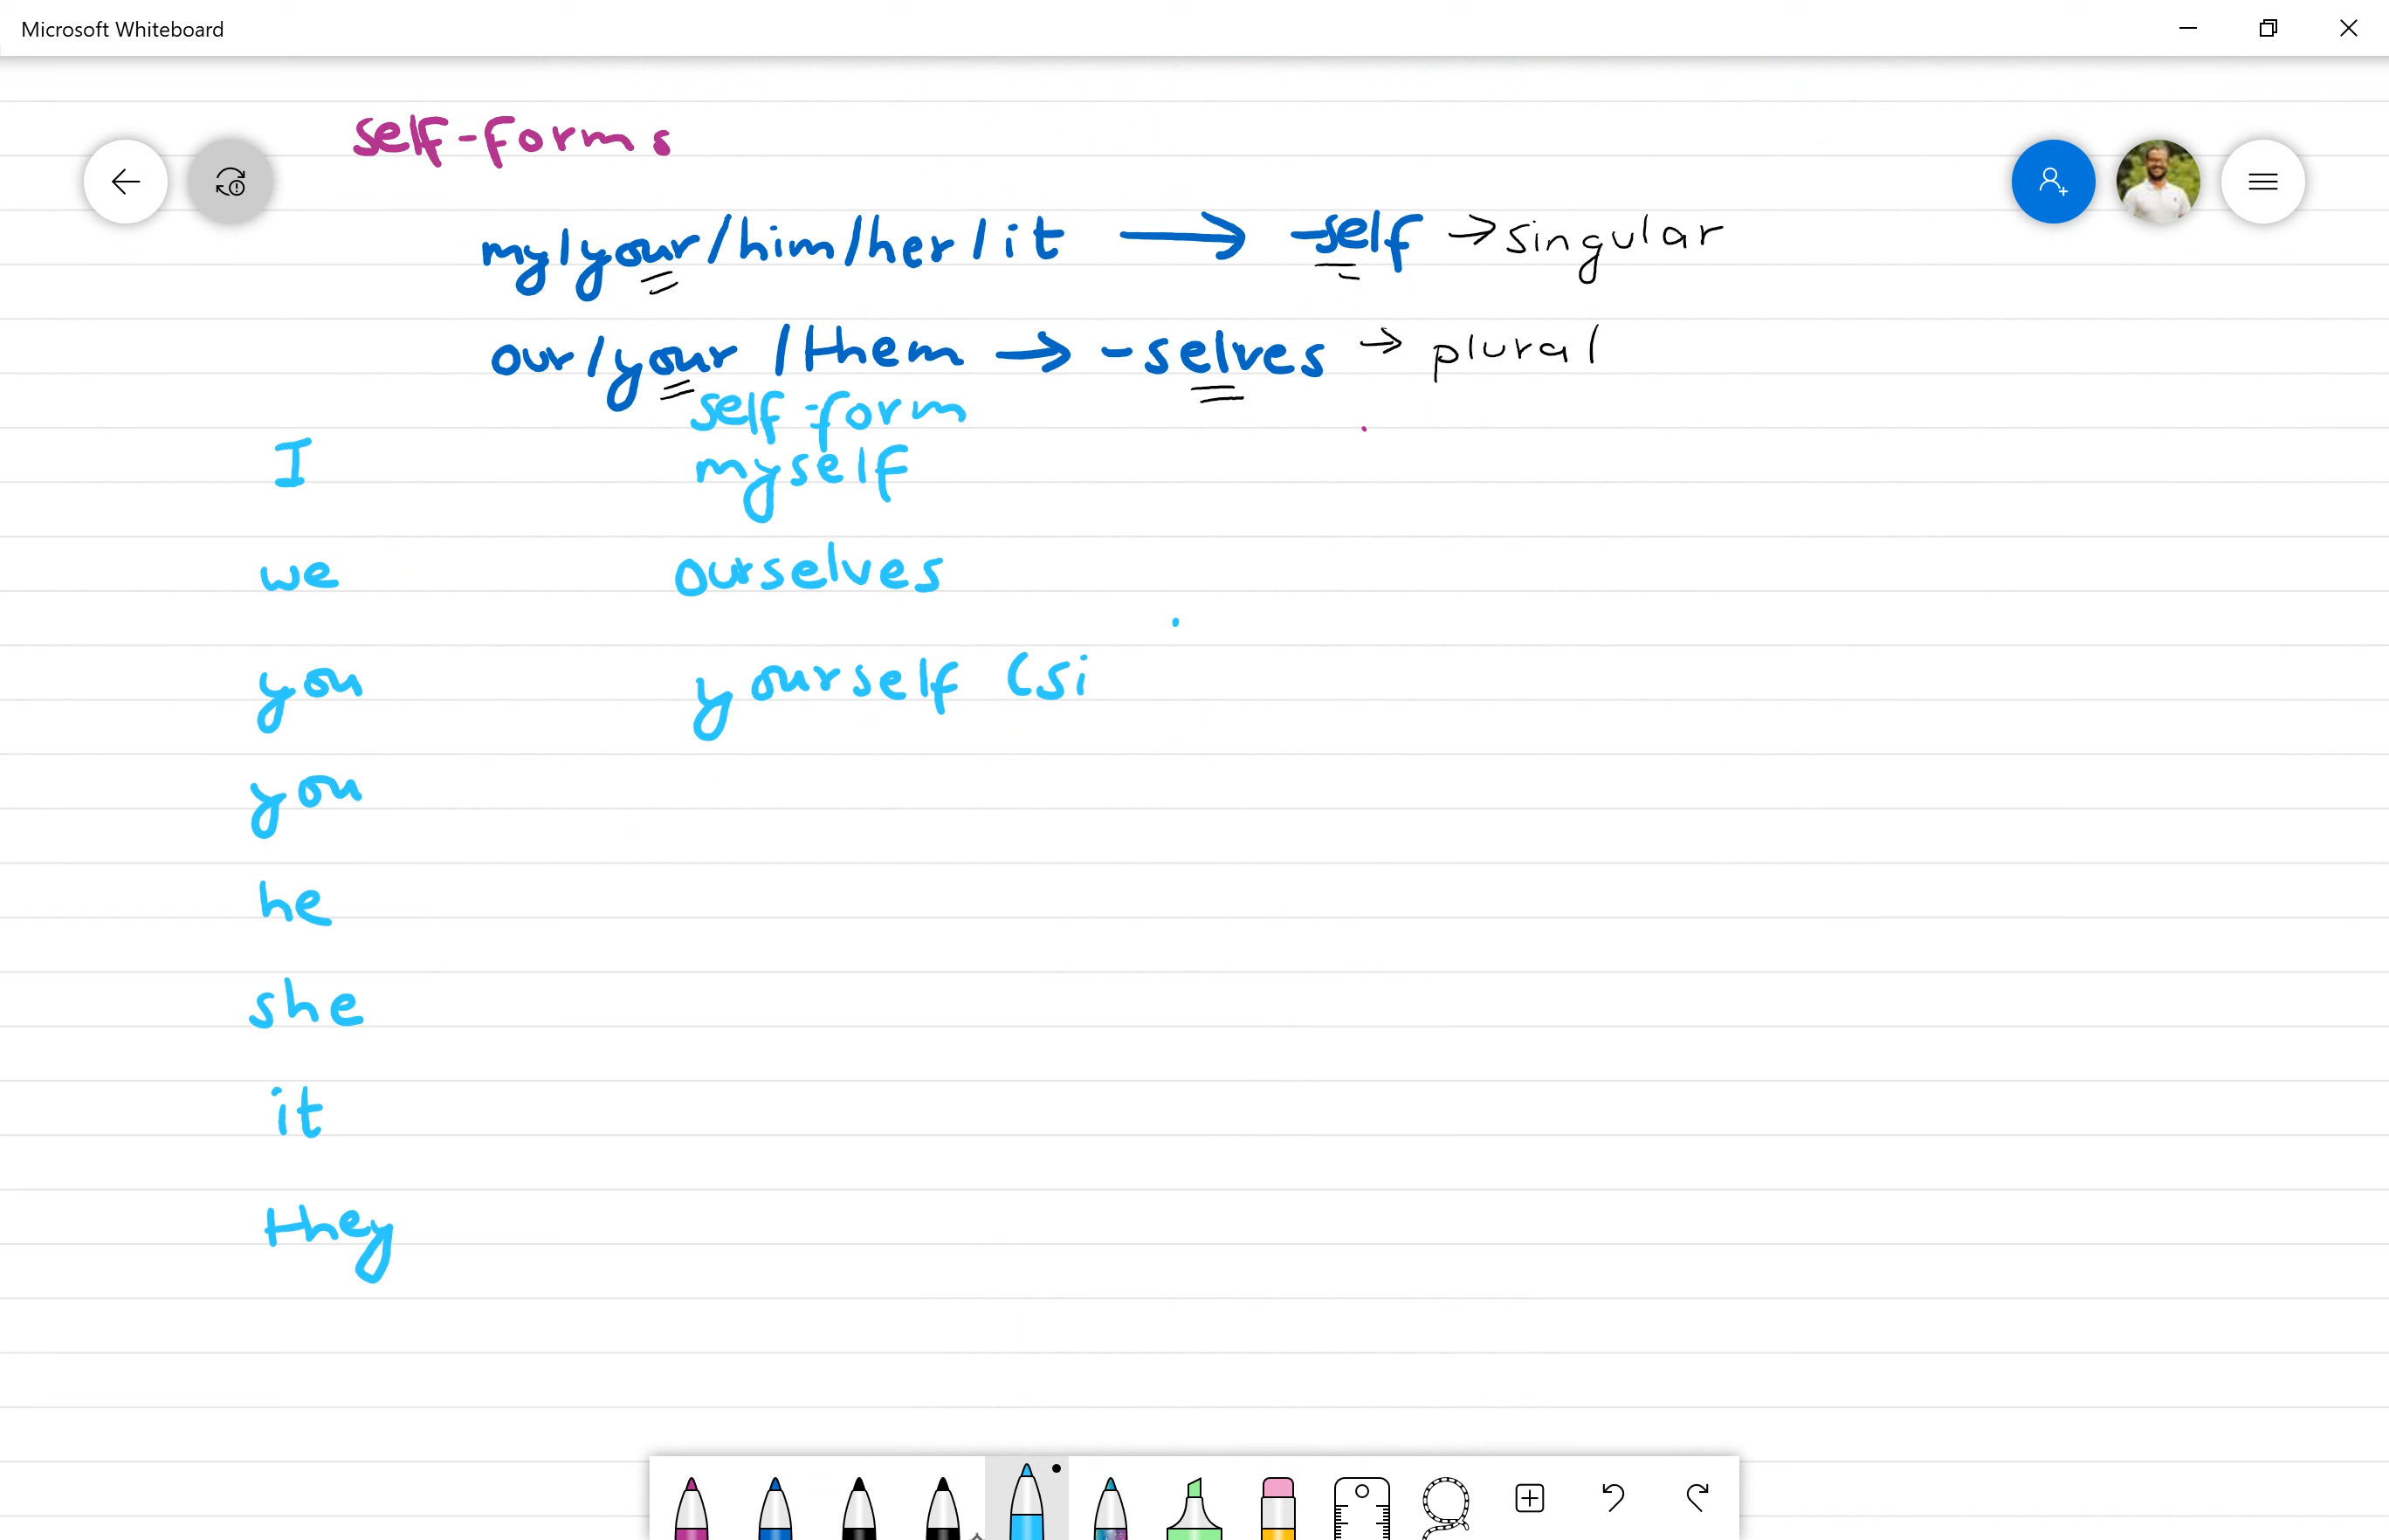 Microsoft Whiteboard
self-forms
my/your/him/her/it → -self → singular
our/your/them → -selves → plural
self-form
I myself
we ourselves
you yourself (si
you
he
she
it
they